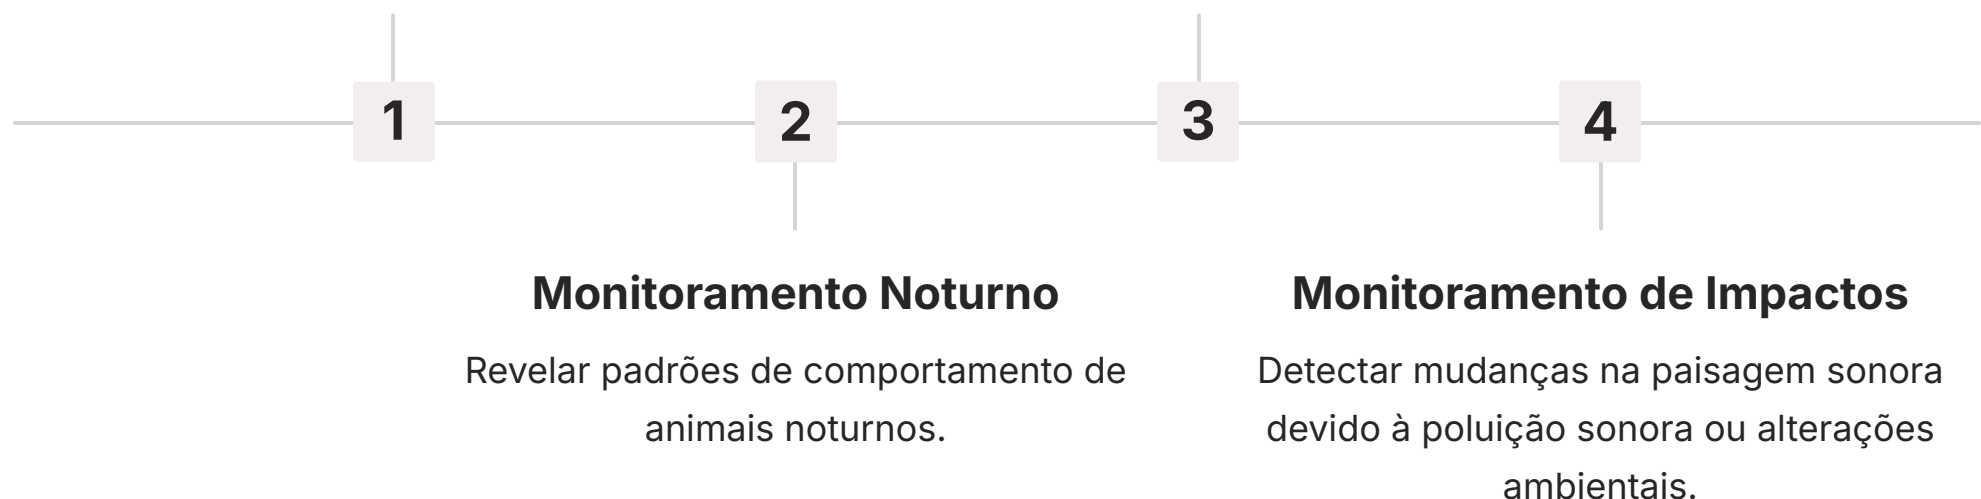 1
2
3
4
Monitoramento Noturno
Revelar padrões de comportamento de
animais noturnos.
Monitoramento de Impactos
Detectar mudanças na paisagem sonora
devido à poluição sonora ou alterações
ambientais.